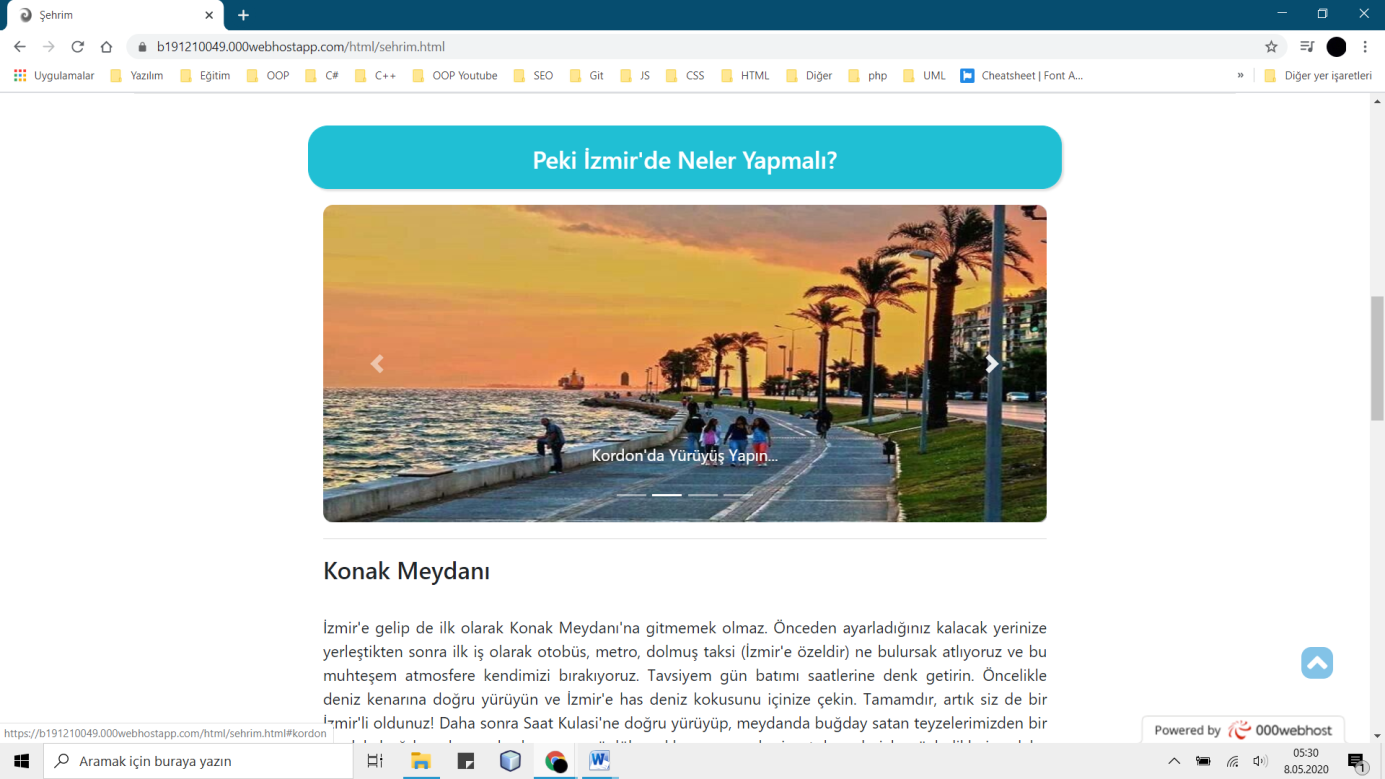 Şehrim
b191210049.000webhostapp.com/html/sehrim.html
Uygulamalar Yazılım Eğitim OOP C# C++ OOP Youtube SEO Git JS CSS HTML Diğer php UML Cheatsheet | Font A... » Diğer yer işaretleri
Peki İzmir'de Neler Yapmalı?
Kordon'da Yürüyüş Yapın...
Konak Meydanı
İzmir'e gelip de ilk olarak Konak Meydanı'na gitmemek olmaz. Önceden ayarladığınız kalacak yerinize
yerleştikten sonra ilk iş olarak otobüs, metro, dolmuş taksi (İzmir'e özeldir) ne bulursak atlıyoruz ve bu
muhteşem atmosfere kendimizi bırakıyoruz. Tavsiyem gün batımı saatlerine denk getirin. Öncelikle
deniz kenarına doğru yürüyün ve İzmir'e has deniz kokusunu içinize çekin. Tamamdır, artık siz de bir
İzmir'li oldunuz! Daha sonra Saat Kulasi'ne doğru yürüyüp, meydanda buğday satan teyzelerimizden bir
https://b191210049.000webhostapp.com/html/sehrim.html#kordon
Powered by 000webhost
Aramak için buraya yazın
05:30
8.05.2020
1